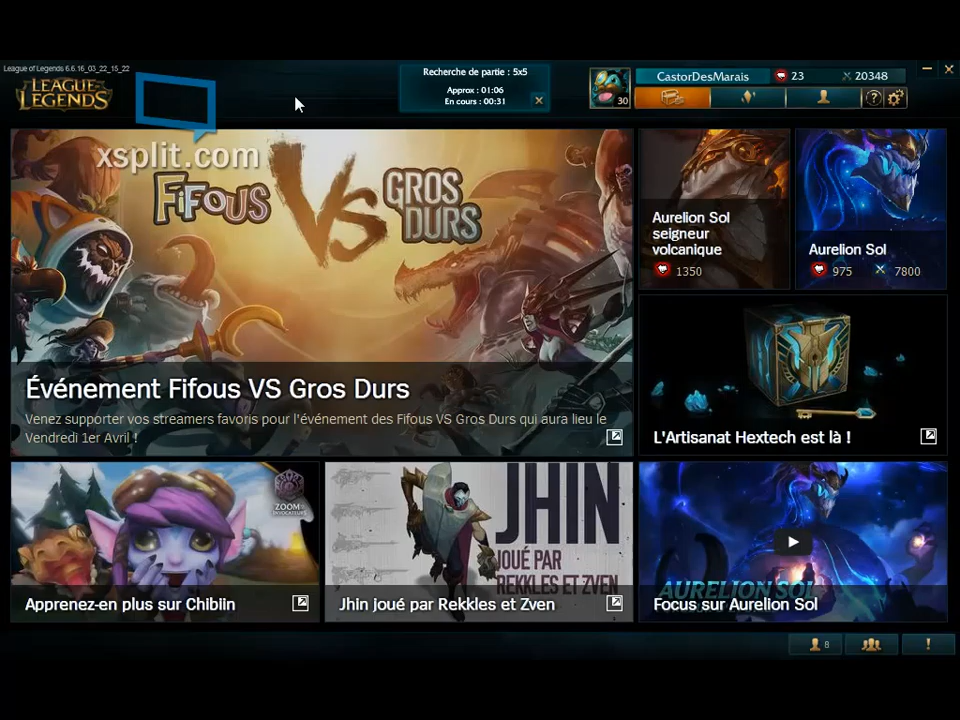 League of Legends 6.6.16_03_22_15_22
LEAGUE
of
LEGENDS
xsplit.com
Recherche de partie : 5x5
Approx : 01:06
En cours : 00:31
30
CastorDesMarais
23
20348
FiFous
VS
GROS
DURS
Événement Fifous VS Gros Durs
Venez supporter vos streamers favoris pour l'événement des Fifous VS Gros Durs qui aura lieu le
Vendredi 1er Avril !
Aurelion Sol
seigneur
volcanique
1350
Aurelion Sol
975
7800
L'Artisanat Hextech est là !
ZOOM
INVOCATEURS
Apprenez-en plus sur Chibiin
JHIN
JOUÉ PAR
REKKLES ET ZVEN
Jhin joué par Rekkles et Zven
AURELION SOL
Focus sur Aurelion Sol
8